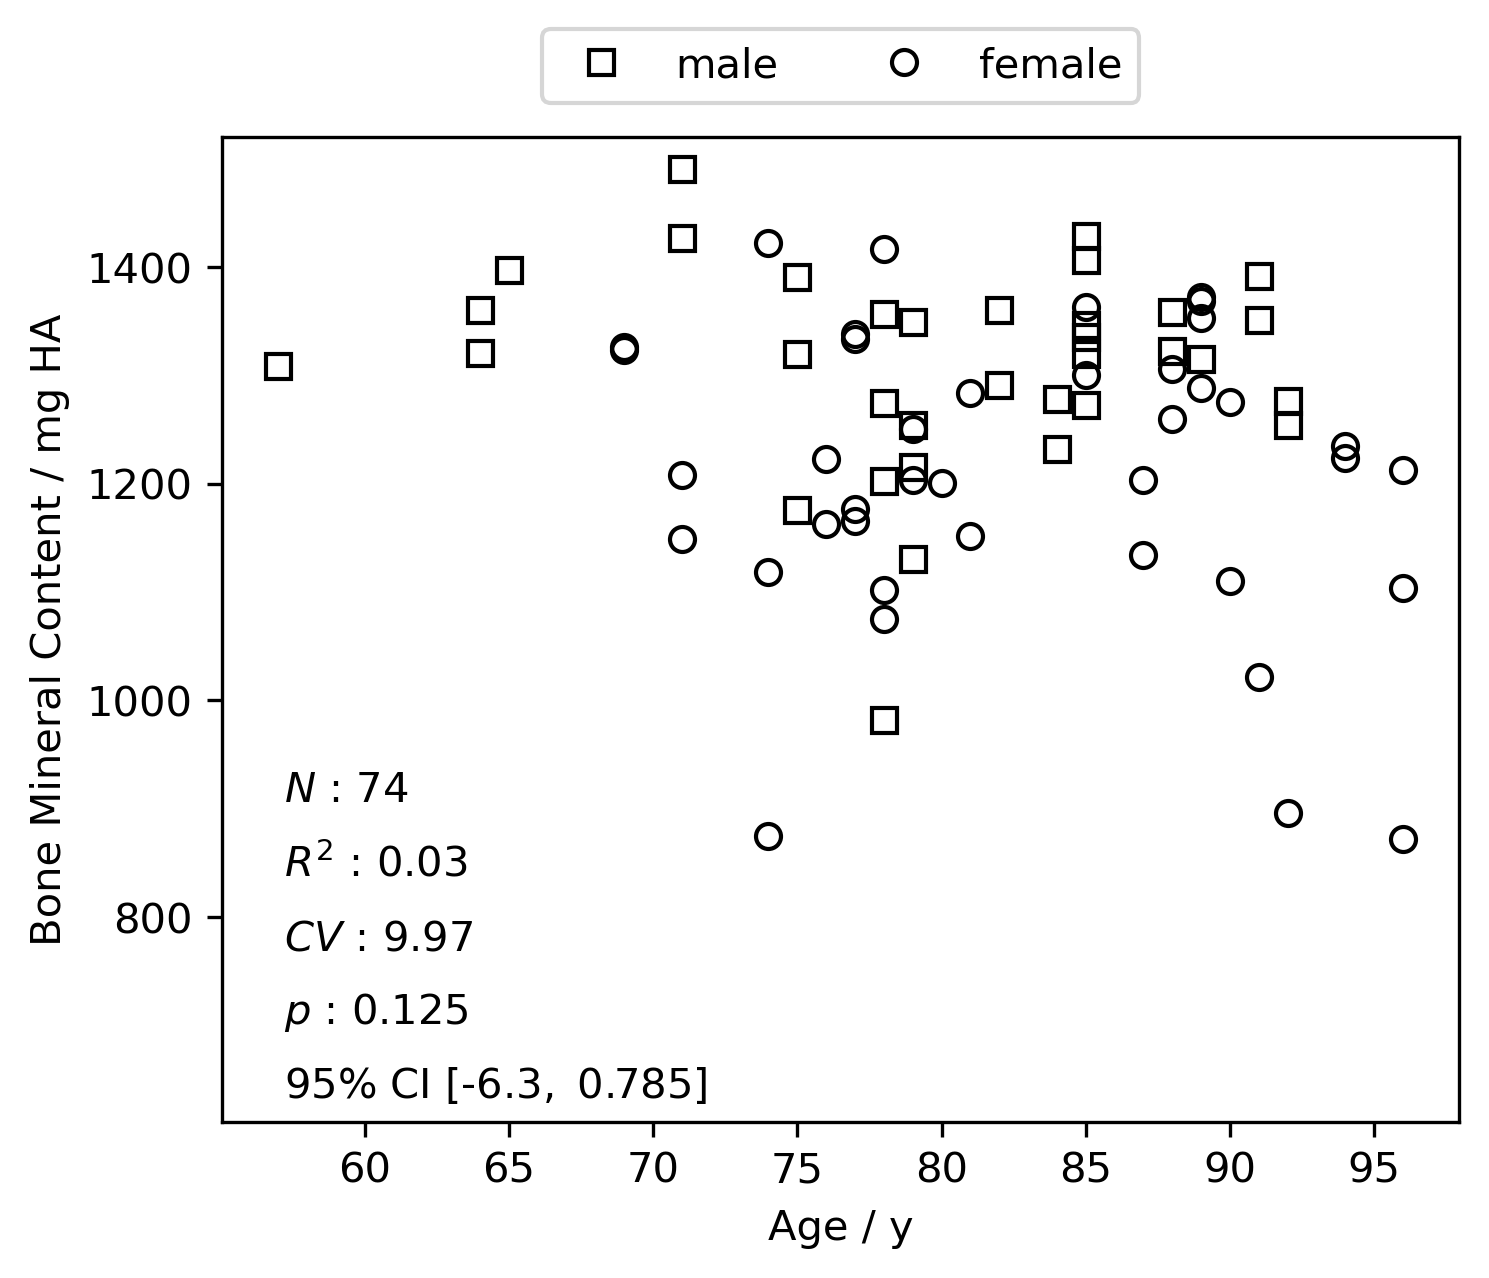 male female
Bone Mineral Content / mg HA
1400
1200
1000
800
N : 74
R² : 0.03
CV : 9.97
p : 0.125
95% CI [-6.3, 0.785]
60 65 70 75 80 85 90 95
Age / y